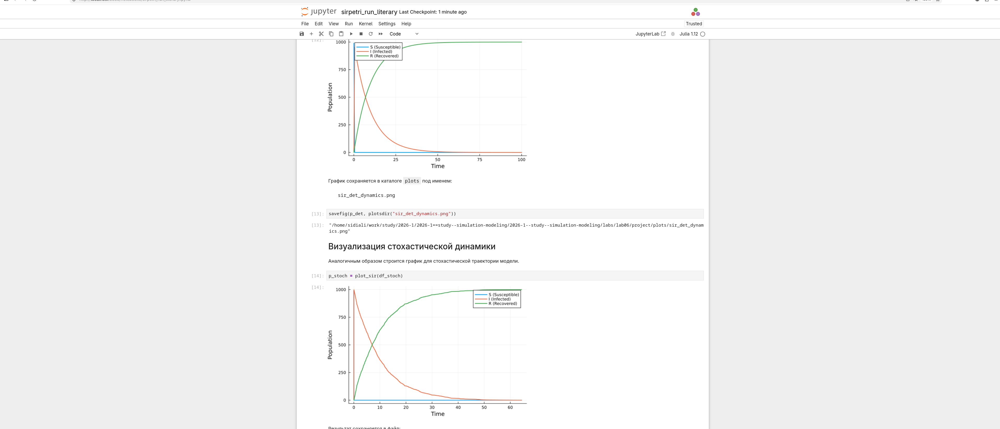 jupyter sirpetri_run_literary Last Checkpoint: 1 minute ago
File Edit View Run Kernel Settings Help Trusted
Code JupyterLab Julia 1.12
[12]:
1000
750
500
250
0
S (Susceptible)
I (Infected)
R (Recovered)
Population
0 25 50 75 100
Time
График сохраняется в каталоге plots под именем:
sir_det_dynamics.png
[13]: savefig(p_det, plotsdir("sir_det_dynamics.png"))
[13]: "/home/sidiali/work/study/2026-1/2026-1==study--simulation-modeling/2026-1--study--simulation-modeling/labs/lab06/project/plots/sir_det_dynam
ics.png"
Визуализация стохастической динамики
Аналогичным образом строится график для стохастической траектории модели.
[14]: p_stoch = plot_sir(df_stoch)
[14]:
1000
750
500
250
0
S (Susceptible)
I (Infected)
R (Recovered)
Population
0 10 20 30 40 50 60
Time
Результат сохраняется в файл: